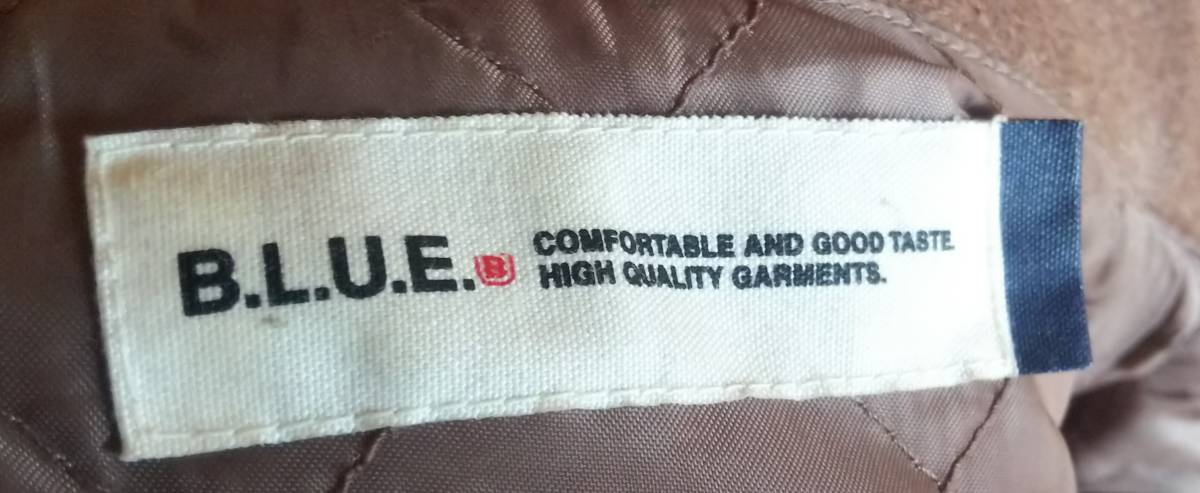 B.L.U.E. B
COMFORTABLE AND GOOD TASTE
HIGH QUALITY GARMENTS.